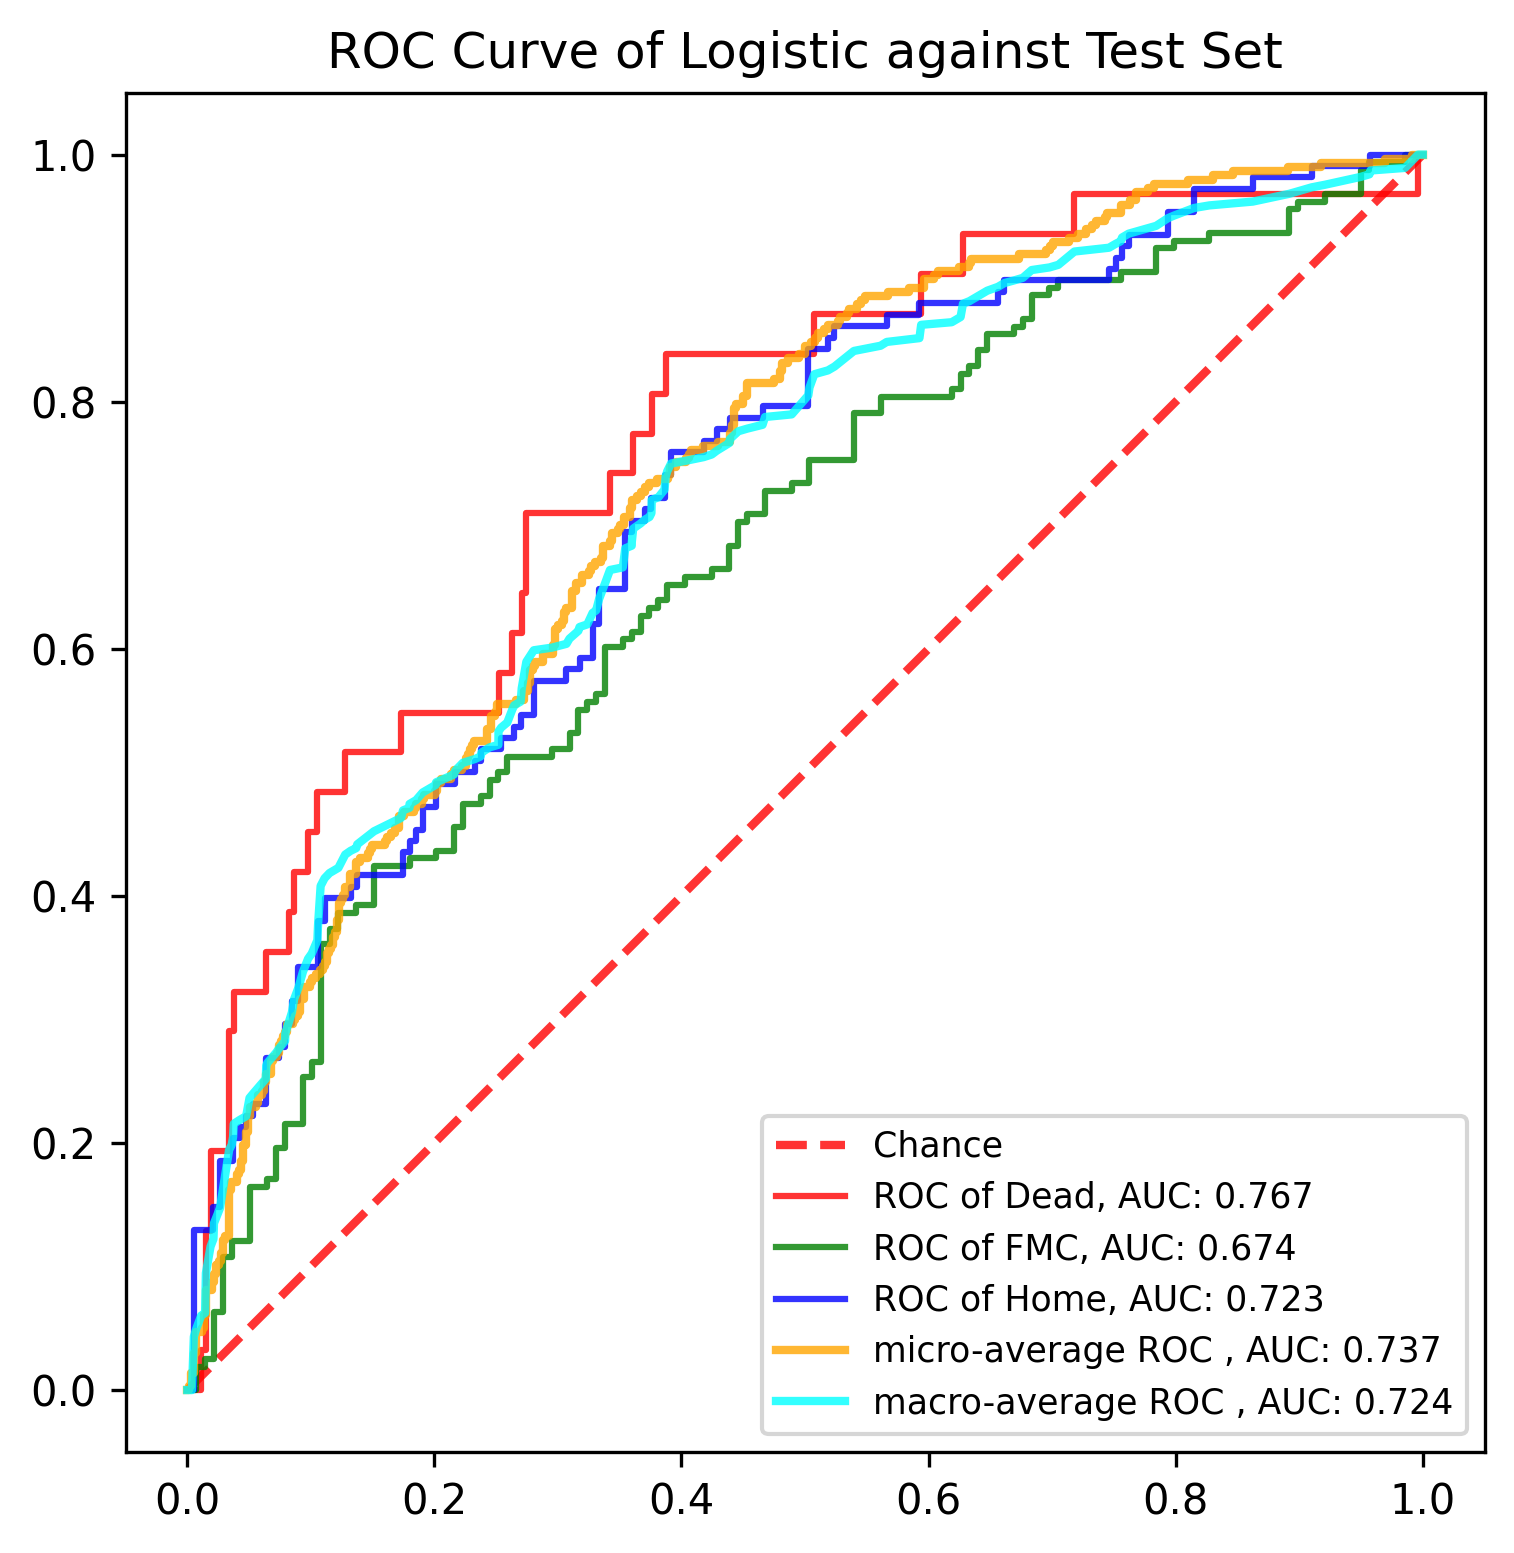 ROC Curve of Logistic against Test Set
1.0
0.8
0.6
0.4
0.2
0.0
Chance
ROC of Dead, AUC: 0.767
ROC of FMC, AUC: 0.674
ROC of Home, AUC: 0.723
micro-average ROC , AUC: 0.737
macro-average ROC , AUC: 0.724
0.0 0.2 0.4 0.6 0.8 1.0